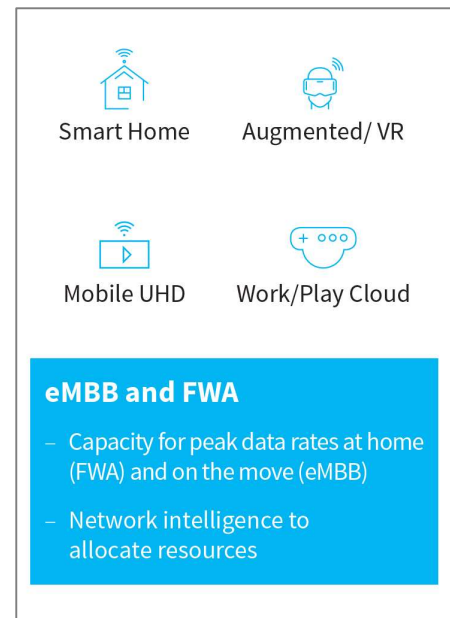 Smart Home
Augmented/ VR
Mobile UHD
Work/Play Cloud
eMBB and FWA
– Capacity for peak data rates at home
(FWA) and on the move (eMBB)
– Network intelligence to
allocate resources